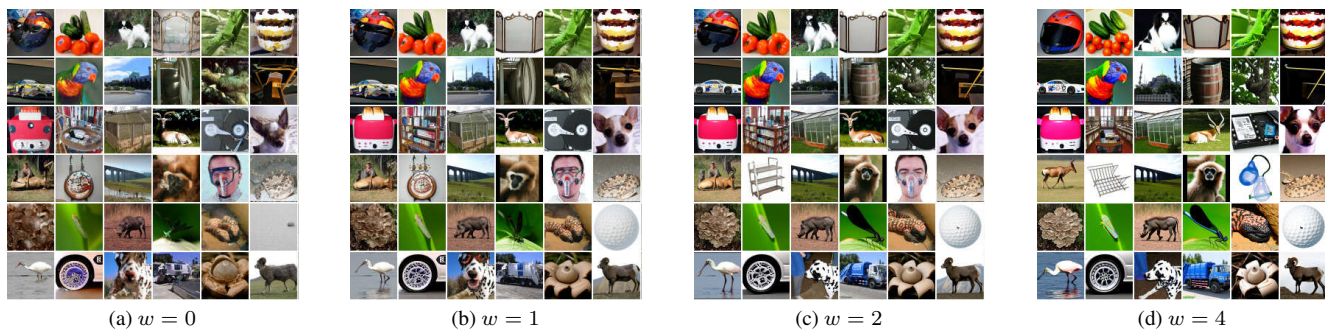 (a) w = 0
(b) w = 1
(c) w = 2
(d) w = 4